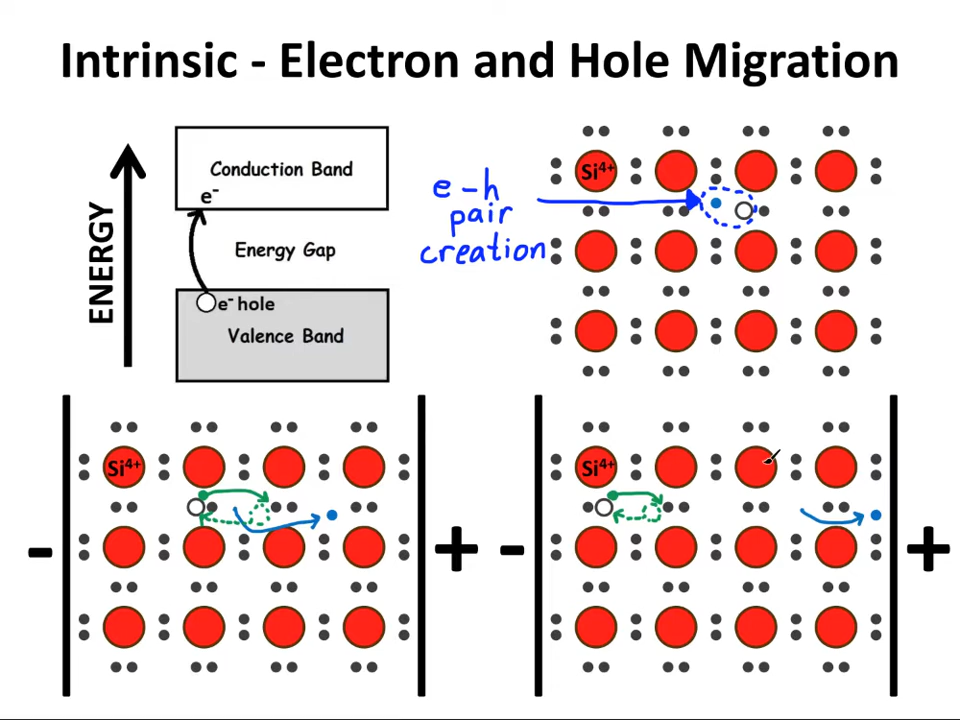 Intrinsic - Electron and Hole Migration
ENERGY
Conduction Band
e-
Energy Gap
e- hole
Valence Band
e - h
pair
creation
Si4+
-
Si4+
+
-
Si4+
+